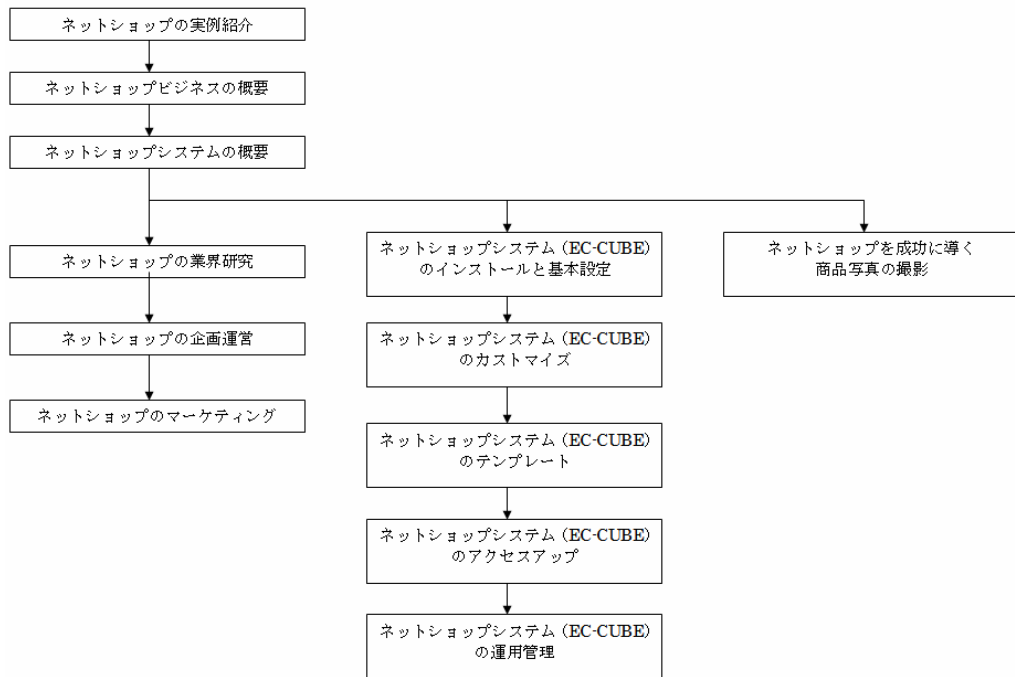 ネットショップの実例紹介
ネットショップビジネスの概要
ネットショップシステムの概要
ネットショップの業界研究
ネットショップの企画運営
ネットショップのマーケティング
ネットショップシステム（EC-CUBE）
のインストールと基本設定
ネットショップシステム（EC-CUBE）
のカストマイズ
ネットショップシステム（EC-CUBE）
のテンプレート
ネットショップシステム（EC-CUBE）
のアクセスアップ
ネットショップシステム（EC-CUBE）
の運用管理
ネットショップを成功に導く
商品写真の撮影